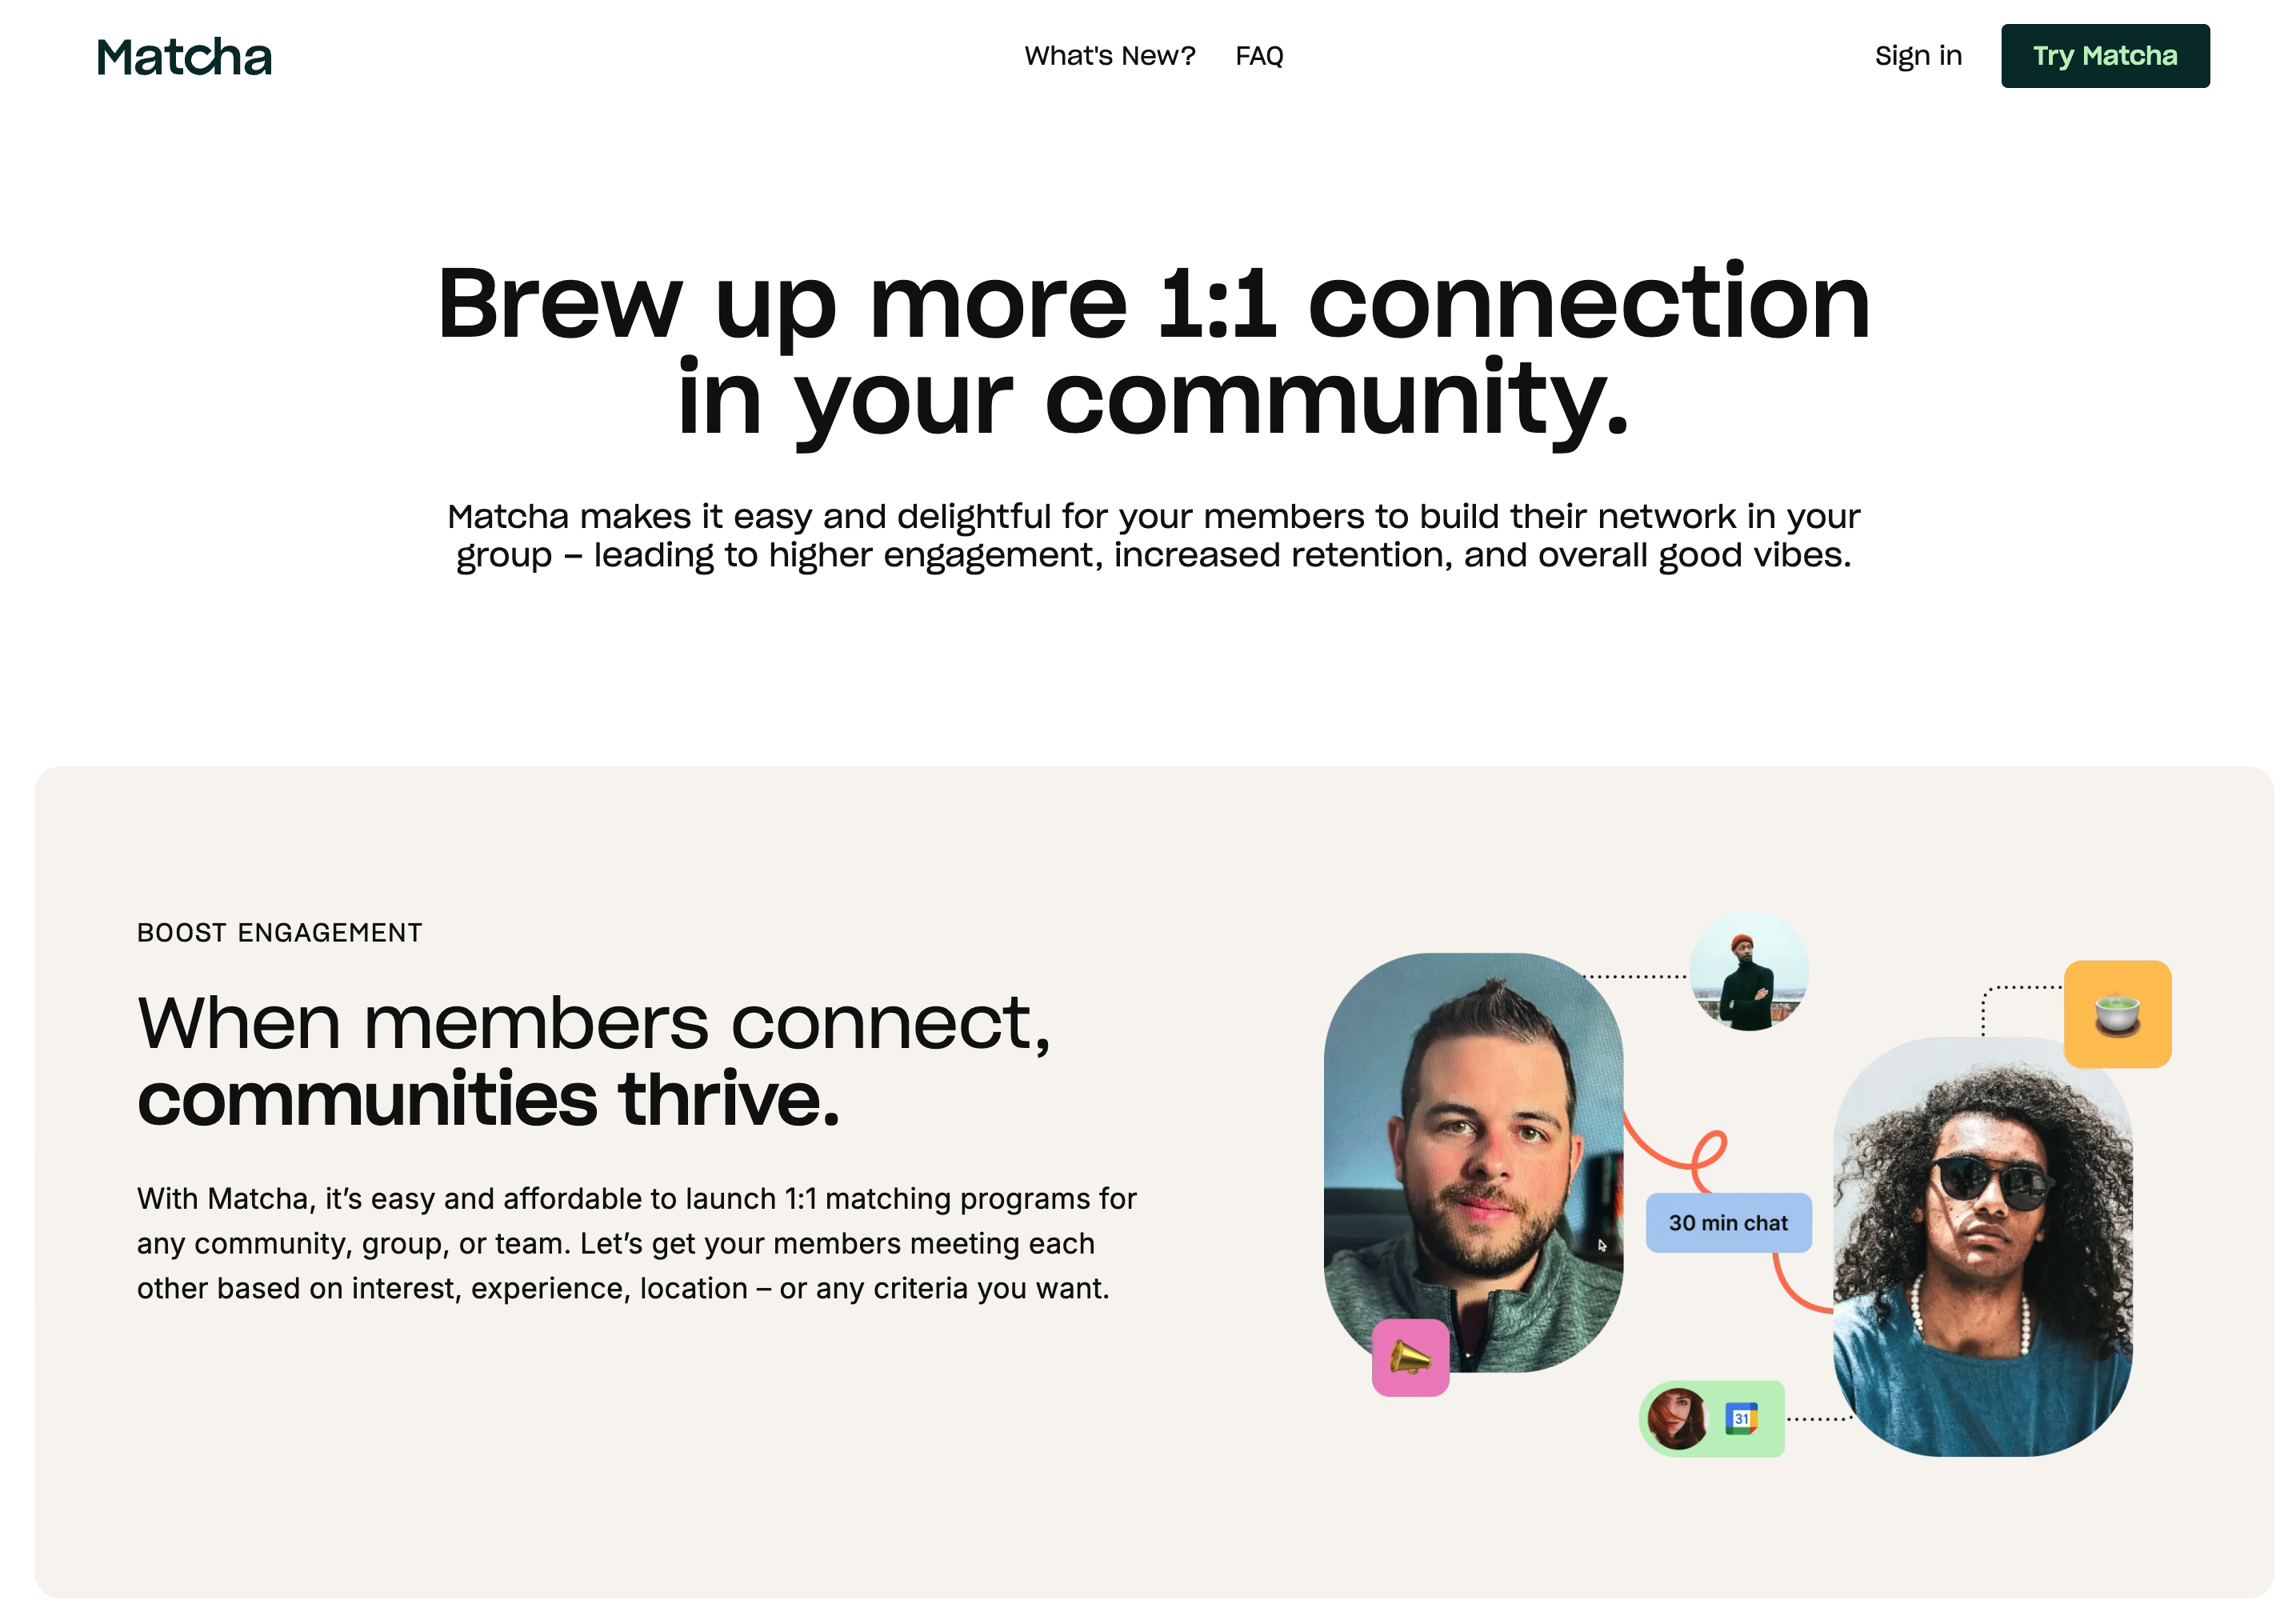 Matcha
What's New?
FAQ
Sign in
Try Matcha
Brew up more 1:1 connection
in your community.
Matcha makes it easy and delightful for your members to build their network in your
group – leading to higher engagement, increased retention, and overall good vibes.
BOOST ENGAGEMENT
When members connect,
communities thrive.
With Matcha, it’s easy and affordable to launch 1:1 matching programs for
any community, group, or team. Let’s get your members meeting each
other based on interest, experience, location – or any criteria you want.
30 min chat
31